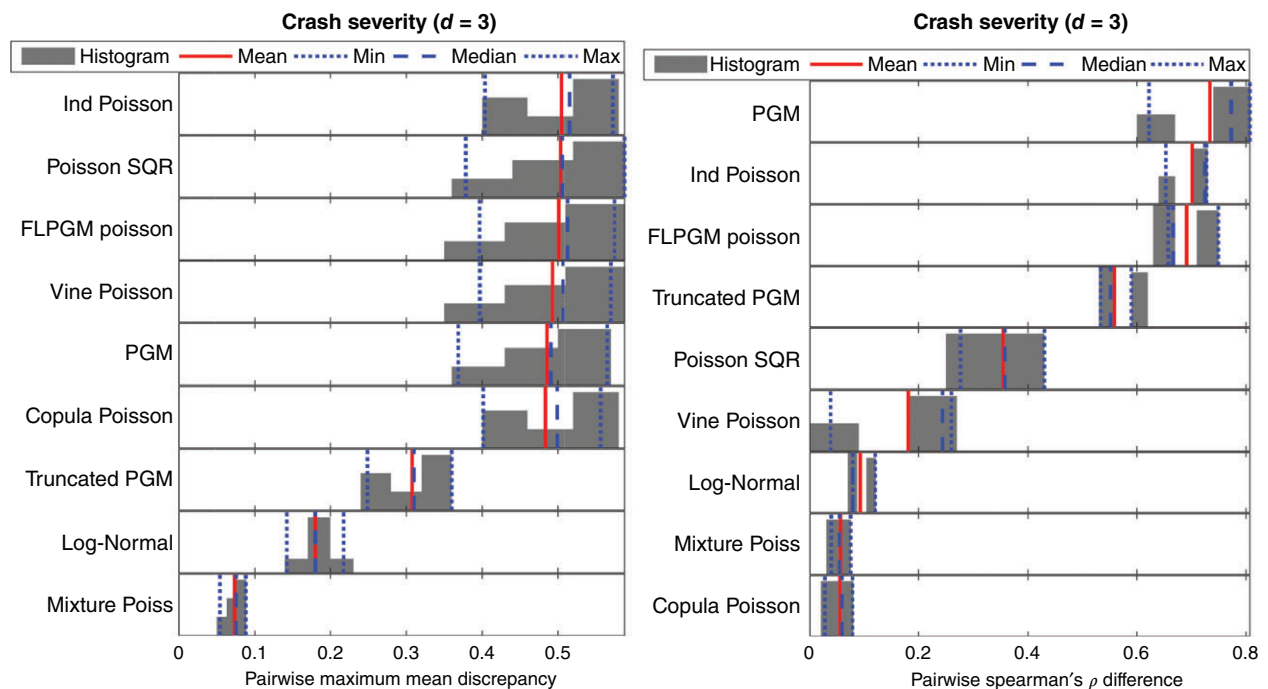 Crash severity (d = 3)
Histogram Mean Min Median Max
Ind Poisson
Poisson SQR
FLPGM poisson
Vine Poisson
PGM
Copula Poisson
Truncated PGM
Log-Normal
Mixture Poiss
0 0.1 0.2 0.3 0.4 0.5
Pairwise maximum mean discrepancy
Crash severity (d = 3)
Histogram Mean Min Median Max
PGM
Ind Poisson
FLPGM poisson
Truncated PGM
Poisson SQR
Vine Poisson
Log-Normal
Mixture Poiss
Copula Poisson
0 0.2 0.4 0.6 0.8
Pairwise spearman's ρ difference